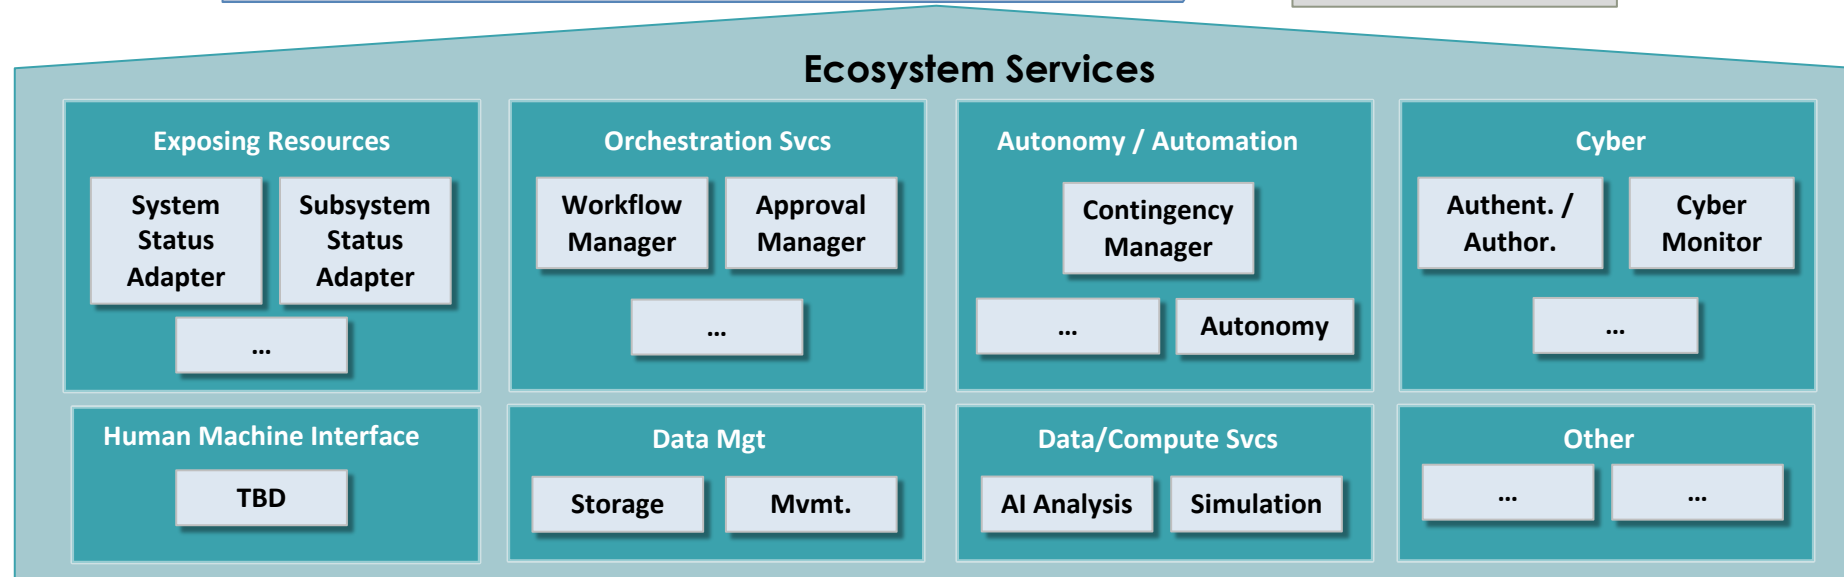 Ecosystem Services
Exposing Resources
System
Status
Adapter
Subsystem
Status
Adapter
...
Orchestration Svcs
Workflow
Manager
Approval
Manager
...
Autonomy / Automation
Contingency
Manager
...
Autonomy
Cyber
Authent. /
Author.
Cyber
Monitor
...
Human Machine Interface
TBD
Data Mgt
Storage
Mvmt.
Data/Compute Svcs
AI Analysis
Simulation
Other
...
...